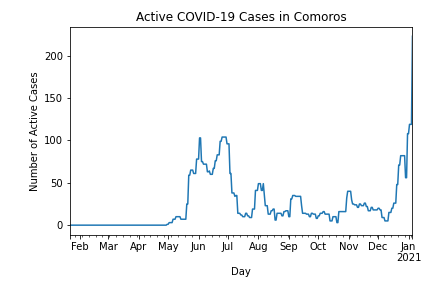 Active COVID-19 Cases in Comoros
Number of Active Cases
200
150
100
50
0
Feb Mar Apr May Jun Jul Aug Sep Oct Nov Dec Jan
2021
Day